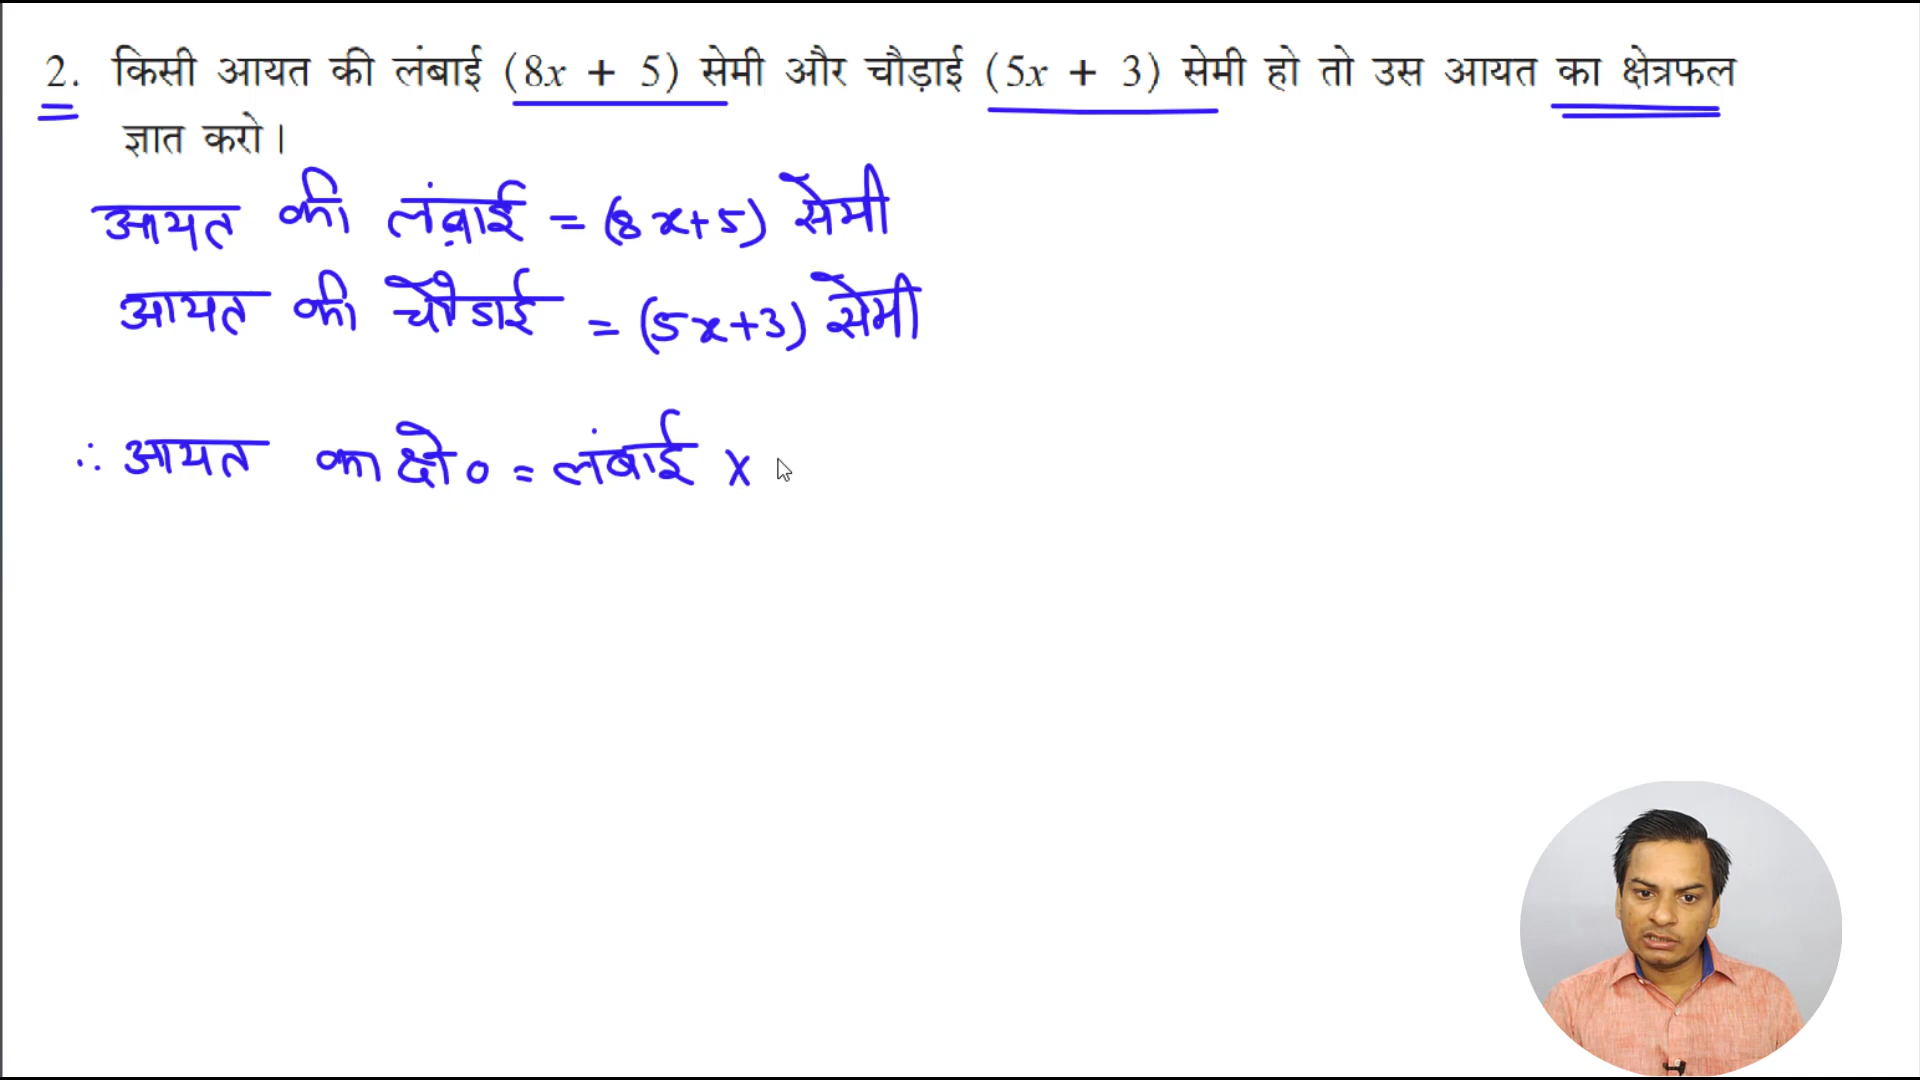 2. किसी आयत की लंबाई (8x + 5) सेमी और चौड़ाई (5x + 3) सेमी हो तो उस आयत का क्षेत्रफल
ज्ञात करो।
आयत की लंबाई = (8x+5) सेमी
आयत की चौडाई = (5x+3) सेमी
∴ आयत का क्षे० = लंबाई ×